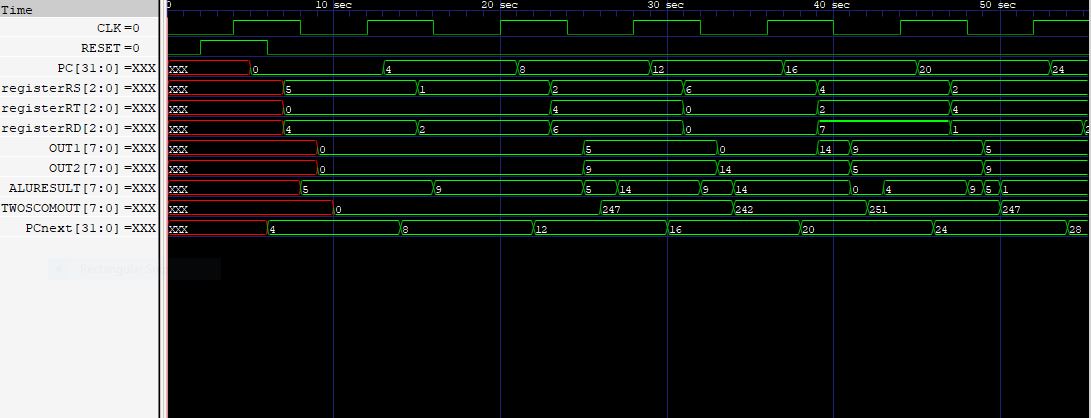 Time 0 10 sec 20 sec 30 sec 40 sec 50 sec
CLK=0
RESET=0
PC[31:0]=XXX XXX 0 4 8 12 16 20 24
registerRS[2:0]=XXX XXX 5 1 2 6 4 2
registerRT[2:0]=XXX XXX 0 4 0 2 4
registerRD[2:0]=XXX XXX 4 2 6 0 7 1 2
OUT1[7:0]=XXX XXX 0 5 0 14 9 5
OUT2[7:0]=XXX XXX 0 9 14 5 9
ALURESULT[7:0]=XXX XXX 5 9 5 14 9 14 0 4 9 5 1
TWOSCOMOUT[7:0]=XXX XXX 0 247 242 251 247
PCnext[31:0]=XXX XXX 4 8 12 16 20 24 28